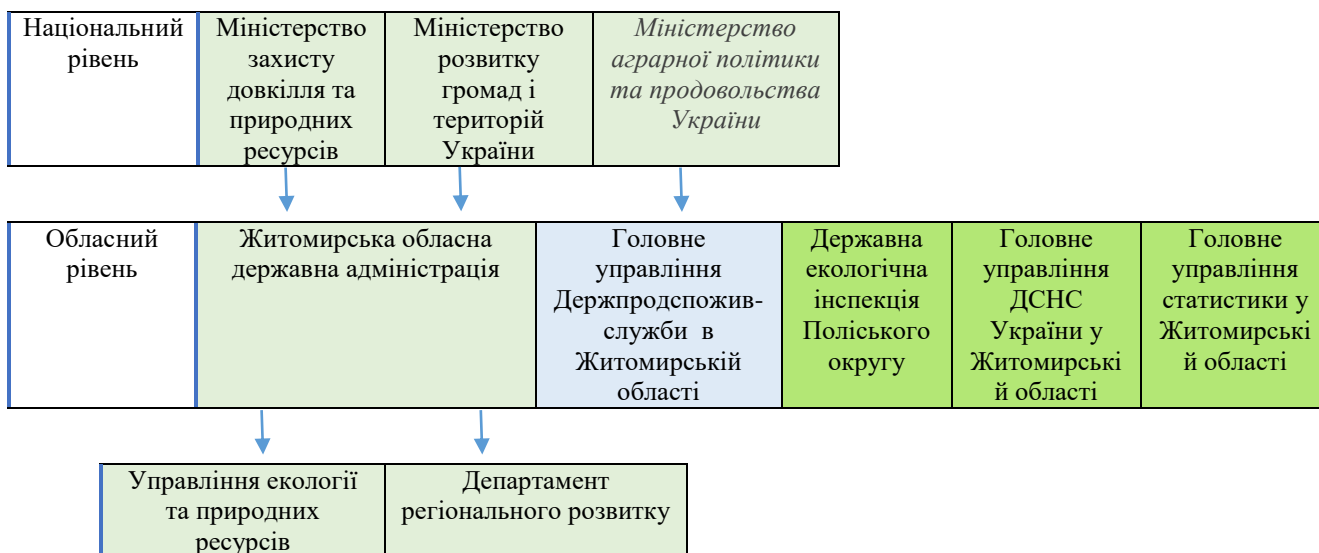 Національний
рівень
Міністерство
захисту
довкілля та
природних
ресурсів
Міністерство
розвитку
громад і
територій
України
Міністерство
аграрної політики
та продовольства
України
Обласний
рівень
Житомирська обласна
державна адміністрація
Головне
управління
Держпродспожив-
служби в
Житомирській
області
Державна
екологічна
інспекція
Поліського
округу
Головне
управління
ДСНС
України у
Житомирські
й області
Головне
управління
статистики у
Житомирські
й області
Управління екології
та природних
ресурсів
Департамент
регіонального розвитку